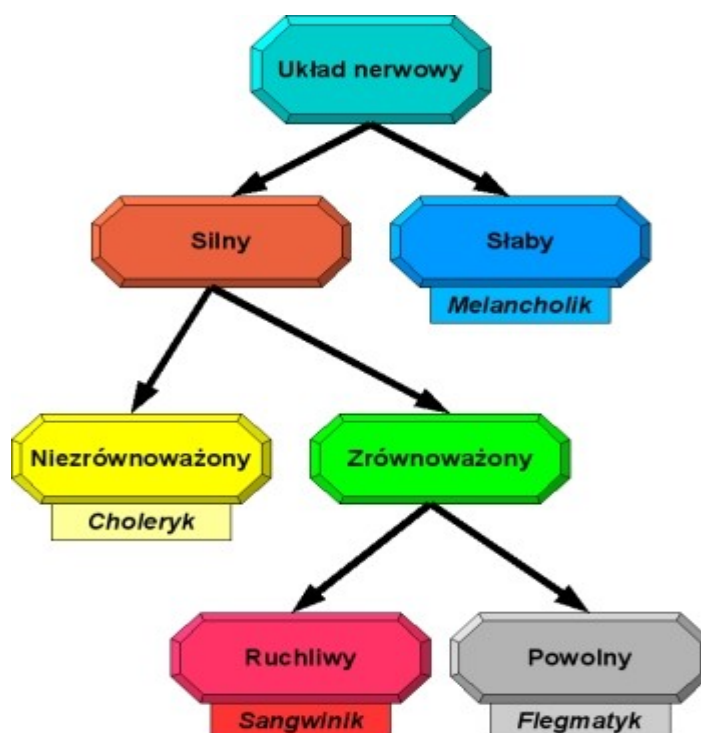 Układ nerwowy
Silny
Słaby
Melancholik
Niezrównoważony
Zrównoważony
Choleryk
Ruchliwy
Powolny
Sangwinik
Flegmatyk